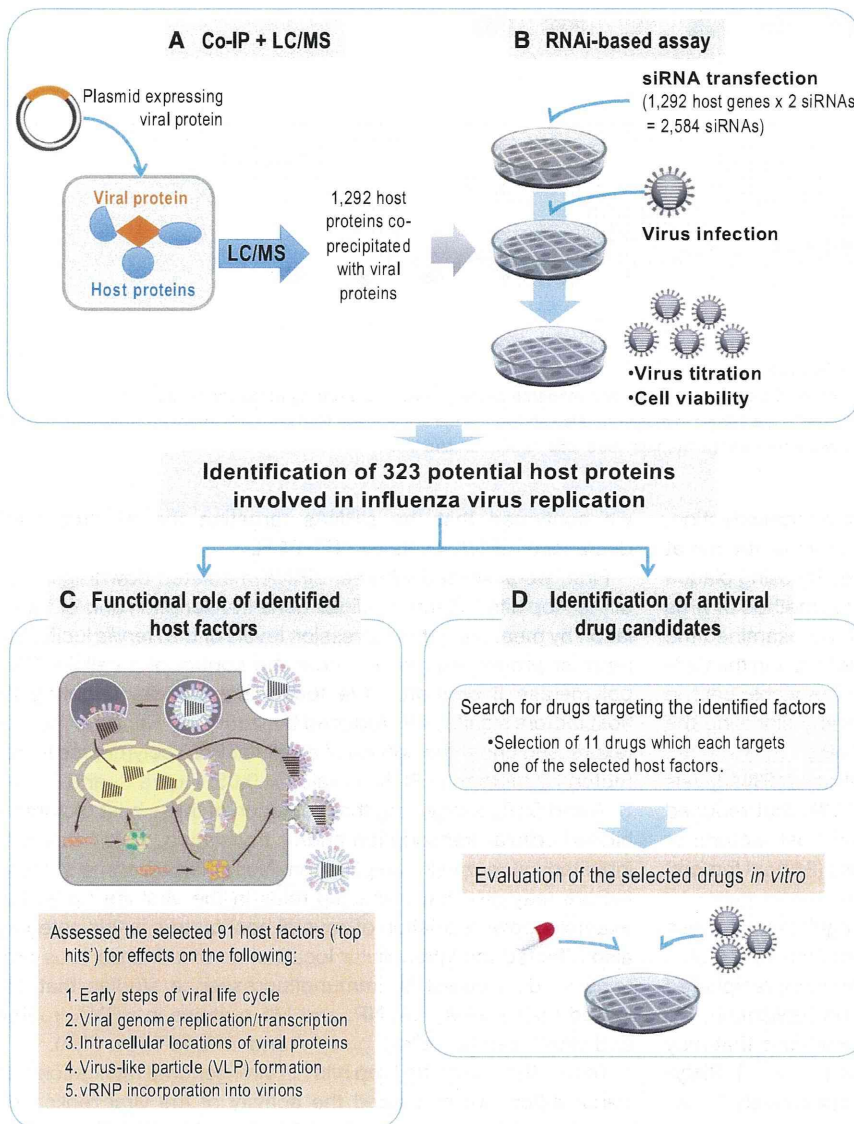 A Co-IP + LC/MS
Plasmid expressing
viral protein
Viral protein
Host proteins
LC/MS
1,292 host
proteins co-
precipitated
with viral
proteins
B RNAi-based assay
siRNA transfection
(1,292 host genes x 2 siRNAs
= 2,584 siRNAs)
Virus infection
•Virus titration
•Cell viability
Identification of 323 potential host proteins
involved in influenza virus replication
C Functional role of identified
host factors
Assessed the selected 91 host factors ('top
hits') for effects on the following:
1. Early steps of viral life cycle
2. Viral genome replication/transcription
3. Intracellular locations of viral proteins
4. Virus-like particle (VLP) formation
5. vRNP incorporation into virions
D Identification of antiviral
drug candidates
Search for drugs targeting the identified factors
•Selection of 11 drugs which each targets
one of the selected host factors.
Evaluation of the selected drugs in vitro